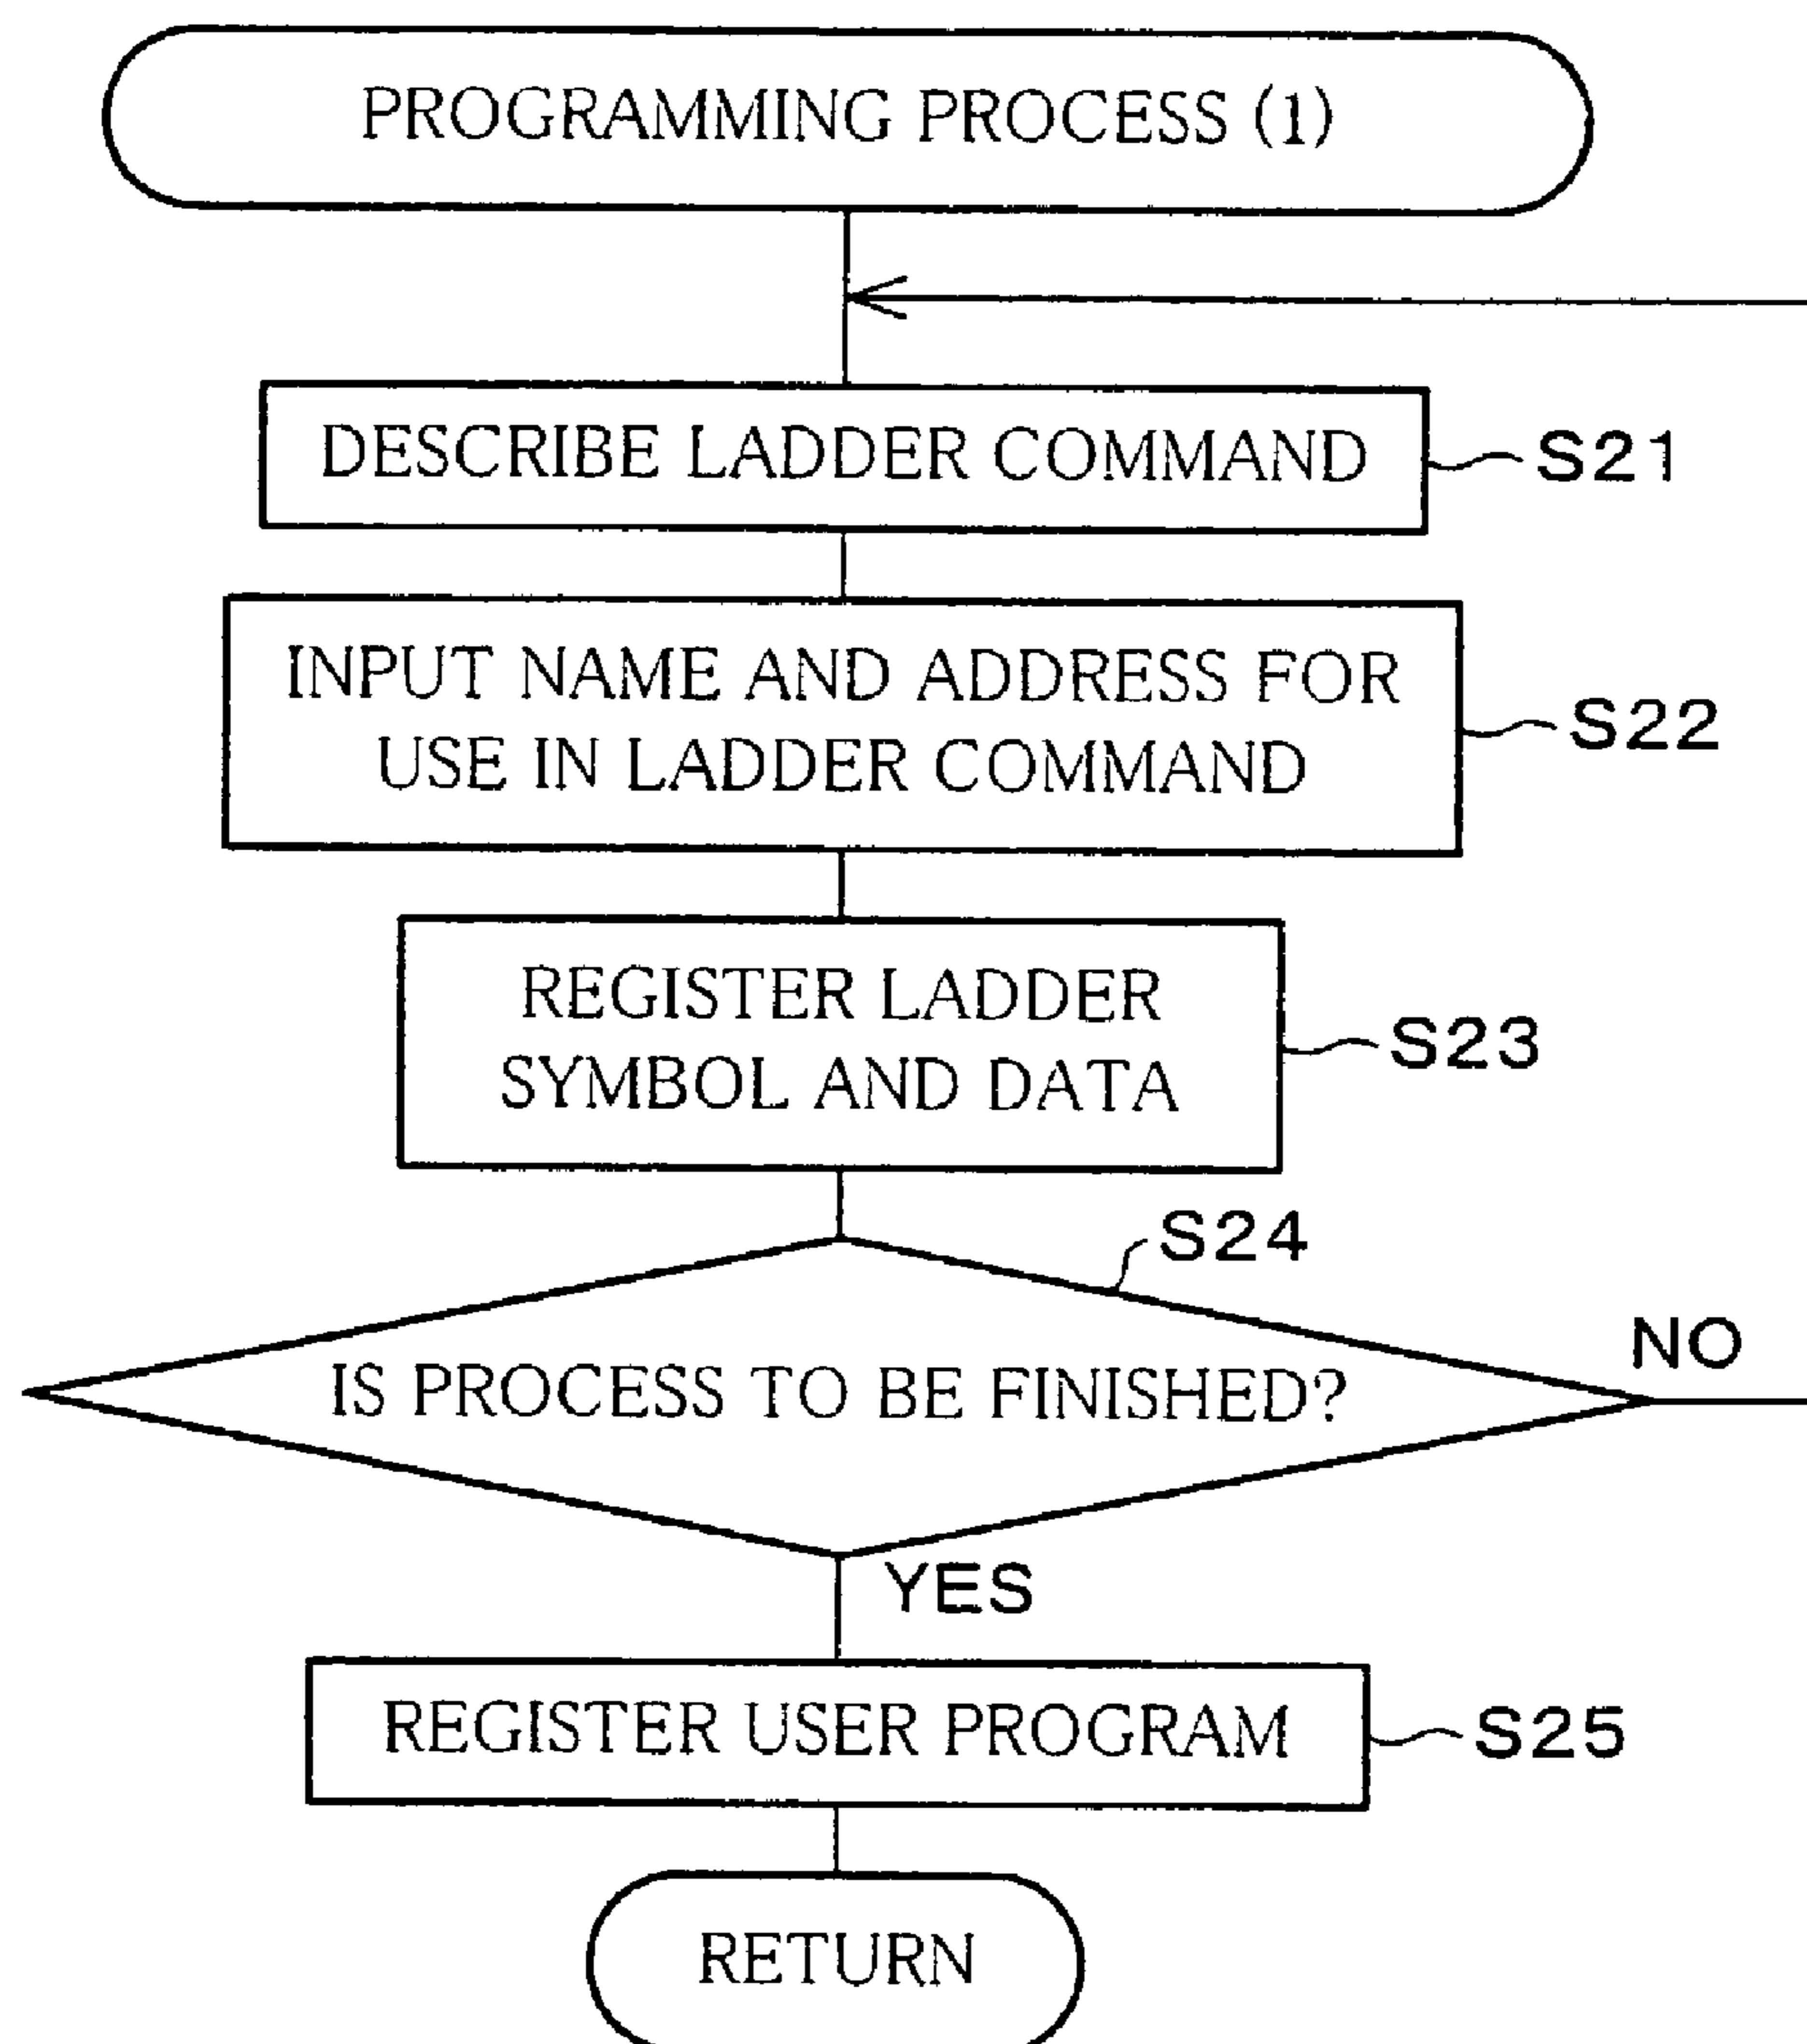 PROGRAMMING PROCESS (1)
DESCRIBE LADDER COMMAND
S21
INPUT NAME AND ADDRESS FOR
USE IN LADDER COMMAND
S22
REGISTER LADDER
SYMBOL AND DATA
S23
S24
IS PROCESS TO BE FINISHED?
NO
YES
REGISTER USER PROGRAM
S25
RETURN